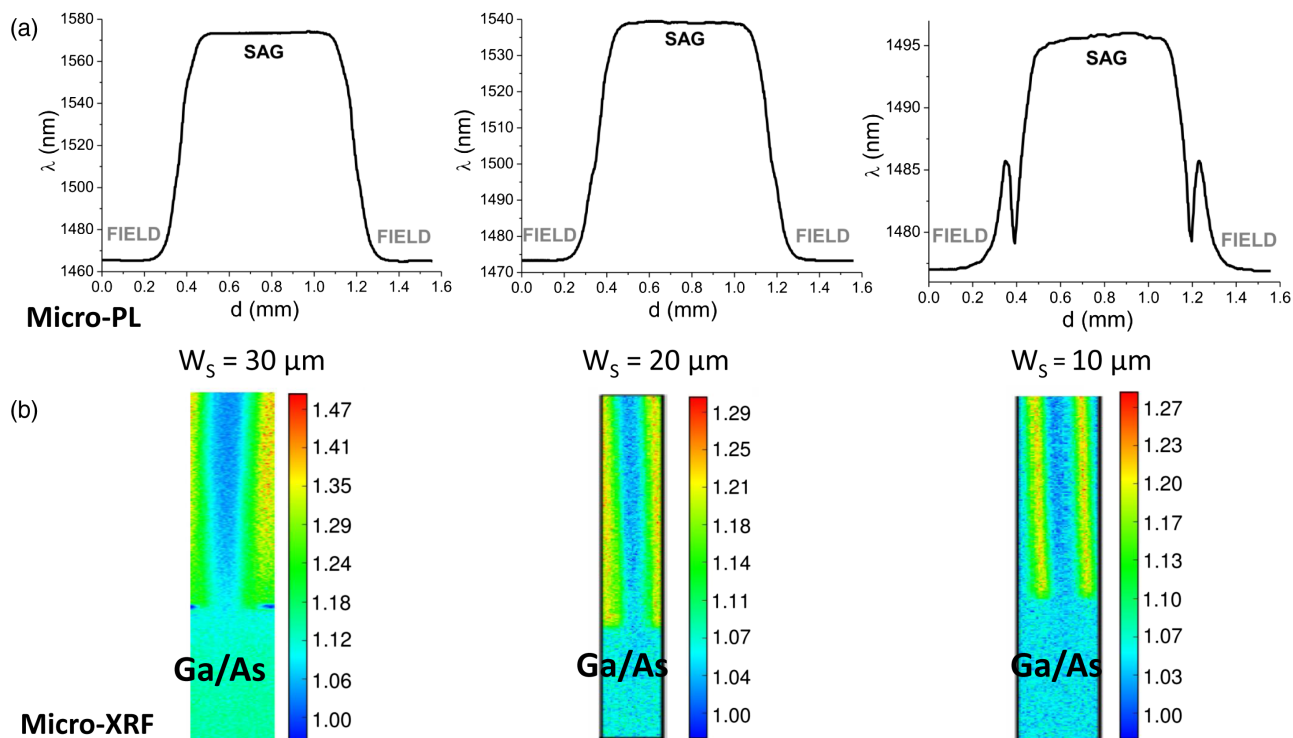 (a)
1580
1560
1540
1520
1500
1480
1460
λ (nm)
SAG
FIELD
FIELD
0.0 0.2 0.4 0.6 0.8 1.0 1.2 1.4 1.6
d (mm)
1540
1530
1520
1510
1500
1490
1480
1470
λ (nm)
SAG
FIELD
FIELD
0.0 0.2 0.4 0.6 0.8 1.0 1.2 1.4 1.6
d (mm)
1495
1490
1485
1480
λ (nm)
SAG
FIELD
FIELD
0.0 0.2 0.4 0.6 0.8 1.0 1.2 1.4 1.6
d (mm)
Micro-PL
WS = 30 μm
WS = 20 μm
WS = 10 μm
(b)
1.47
1.41
1.35
1.29
1.24
1.18
1.12
1.06
1.00
Ga/As
1.29
1.25
1.21
1.18
1.14
1.11
1.07
1.04
1.00
Ga/As
1.27
1.23
1.20
1.17
1.13
1.10
1.07
1.03
1.00
Ga/As
Micro-XRF